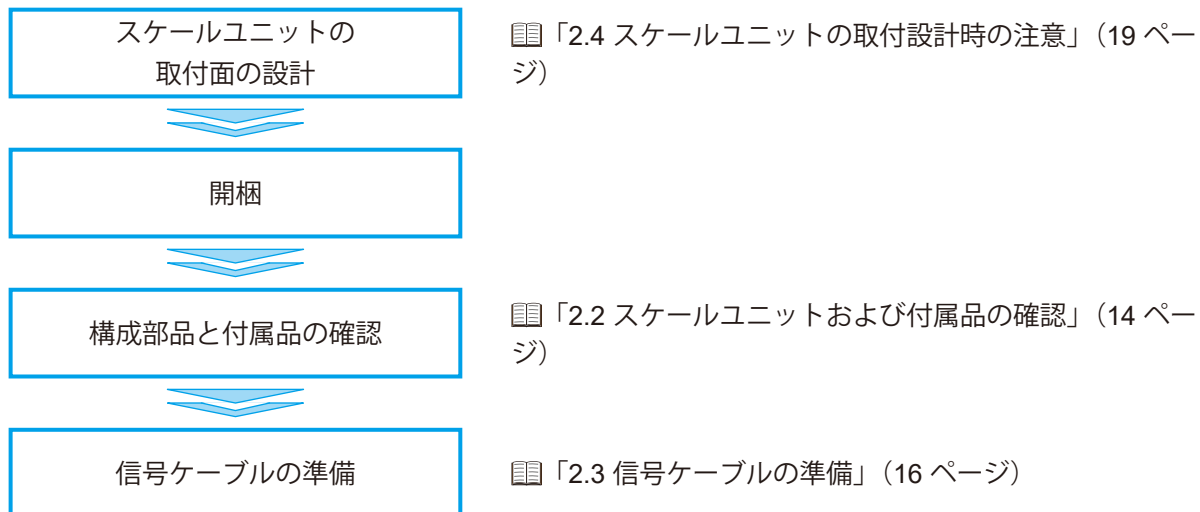 スケールユニットの
取付面の設計
「2.4 スケールユニットの取付設計時の注意」（19 ペー
ジ）
開梱
構成部品と付属品の確認
「2.2 スケールユニットおよび付属品の確認」（14 ペー
ジ）
信号ケーブルの準備
「2.3 信号ケーブルの準備」（16 ページ）